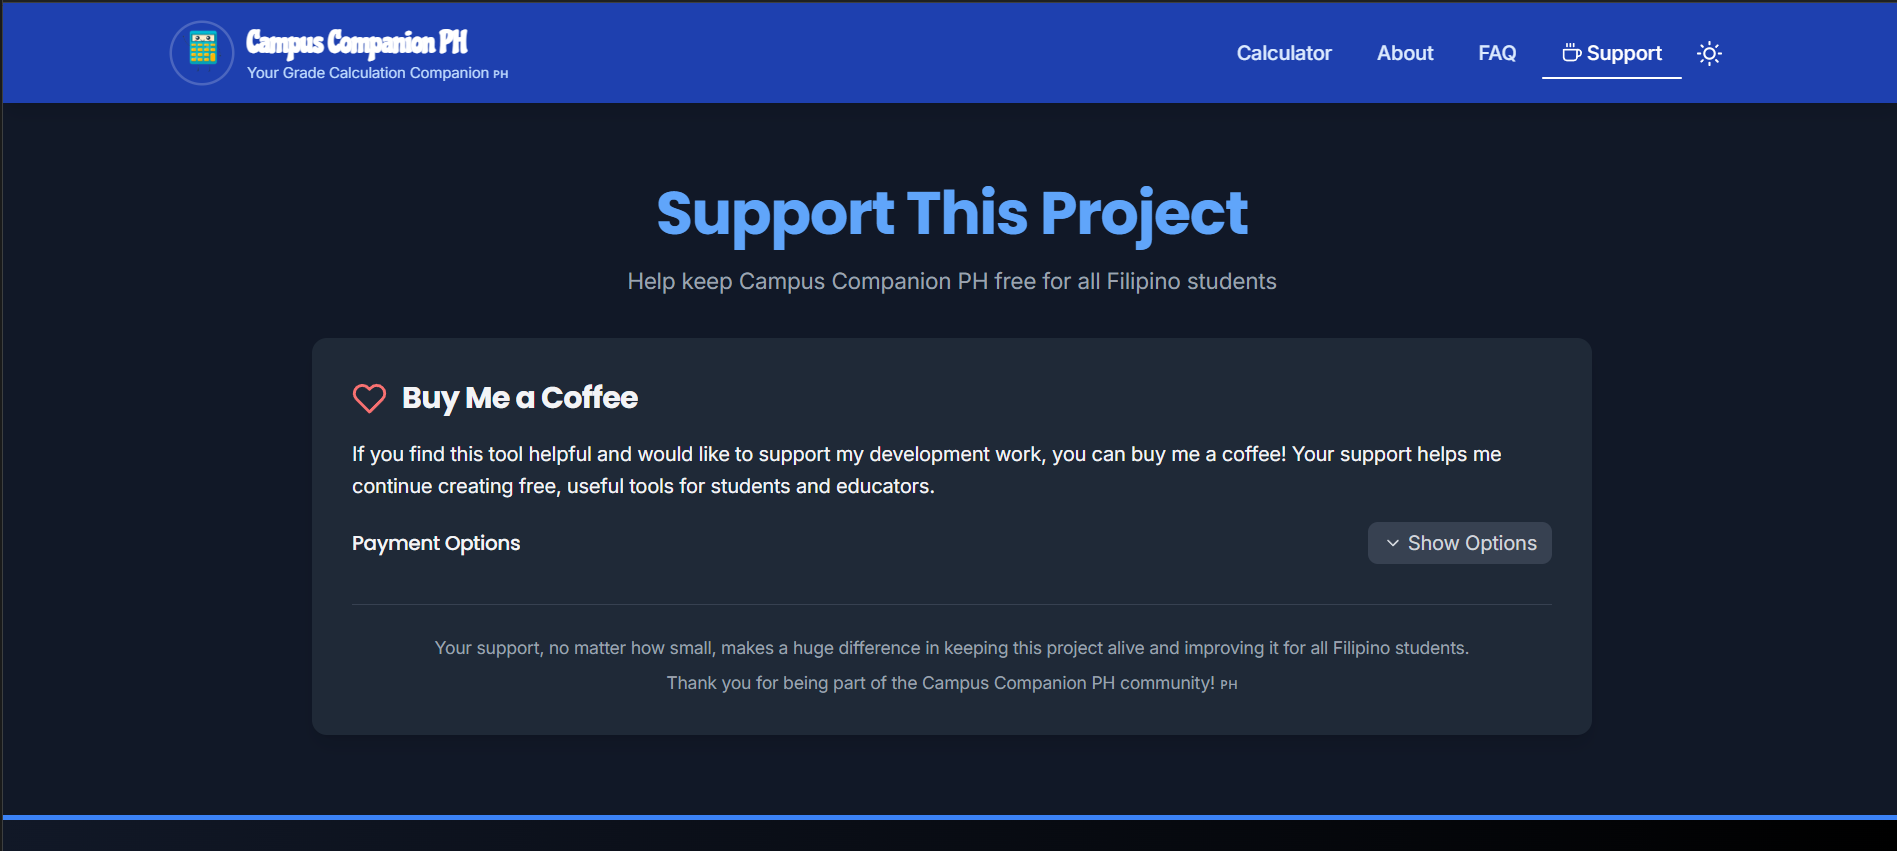 Campus Companion PH
Your Grade Calculation Companion PH
Calculator
About
FAQ
Support
Support This Project
Help keep Campus Companion PH free for all Filipino students
Buy Me a Coffee
If you find this tool helpful and would like to support my development work, you can buy me a coffee! Your support helps me
continue creating free, useful tools for students and educators.
Payment Options
Show Options
Your support, no matter how small, makes a huge difference in keeping this project alive and improving it for all Filipino students.
Thank you for being part of the Campus Companion PH community! PH